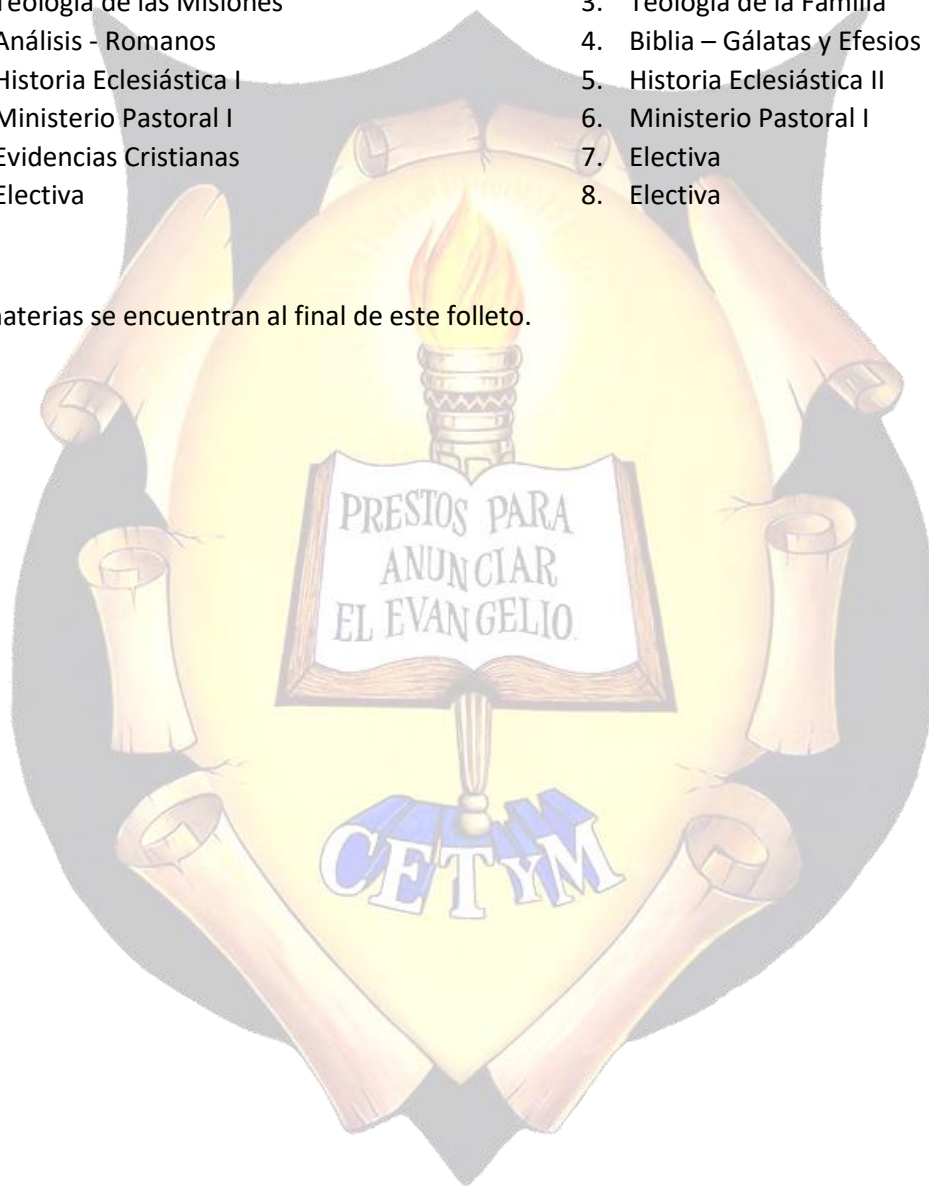 Teología de las Misiones
Análisis - Romanos
Historia Eclesiástica I
Ministerio Pastoral I
Evidencias Cristianas
Electiva
3. Teología de la Familia
4. Biblia – Gálatas y Efesios
5. Historia Eclesiástica II
6. Ministerio Pastoral I
7. Electiva
8. Electiva
materias se encuentran al final de este folleto.
PRESTOS PARA
ANUNCIAR
EL EVANGELIO.
CETYM